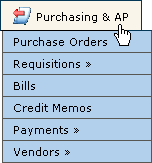 Purchasing & AP
Purchase Orders
Requisitions »
Bills
Credit Memos
Payments »
Vendors »